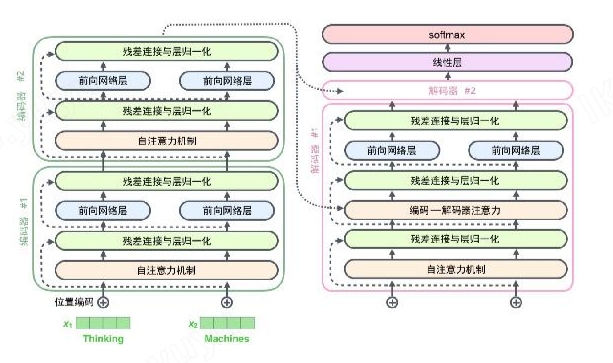 编码器 #2
残差连接与层归一化
前向网络层
前向网络层
残差连接与层归一化
自注意力机制
编码器 #1
残差连接与层归一化
前向网络层
前向网络层
残差连接与层归一化
自注意力机制
位置编码
x₁
x₂
Thinking
Machines
softmax
线性层
解码器 #2
解码器 #1
残差连接与层归一化
前向网络层
前向网络层
残差连接与层归一化
编码—解码器注意力
残差连接与层归一化
自注意力机制